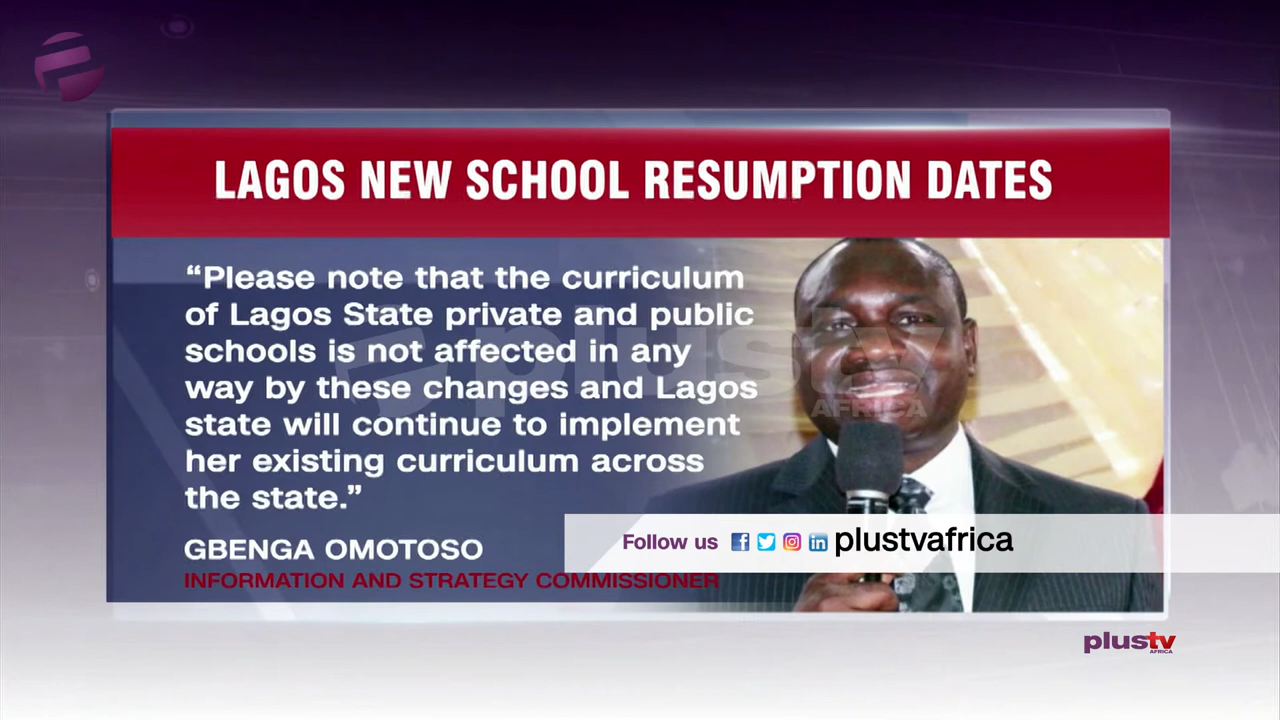 LAGOS NEW SCHOOL RESUMPTION DATES
“Please note that the curriculum
of Lagos State private and public
schools is not affected in any
way by these changes and Lagos
state will continue to implement
her existing curriculum across
the state.”
GBENGA OMOTOSO
INFORMATION AND STRATEGY COMMISSIONER
plustv
AFRICA
Follow us plustvafrica
plustv
AFRICA